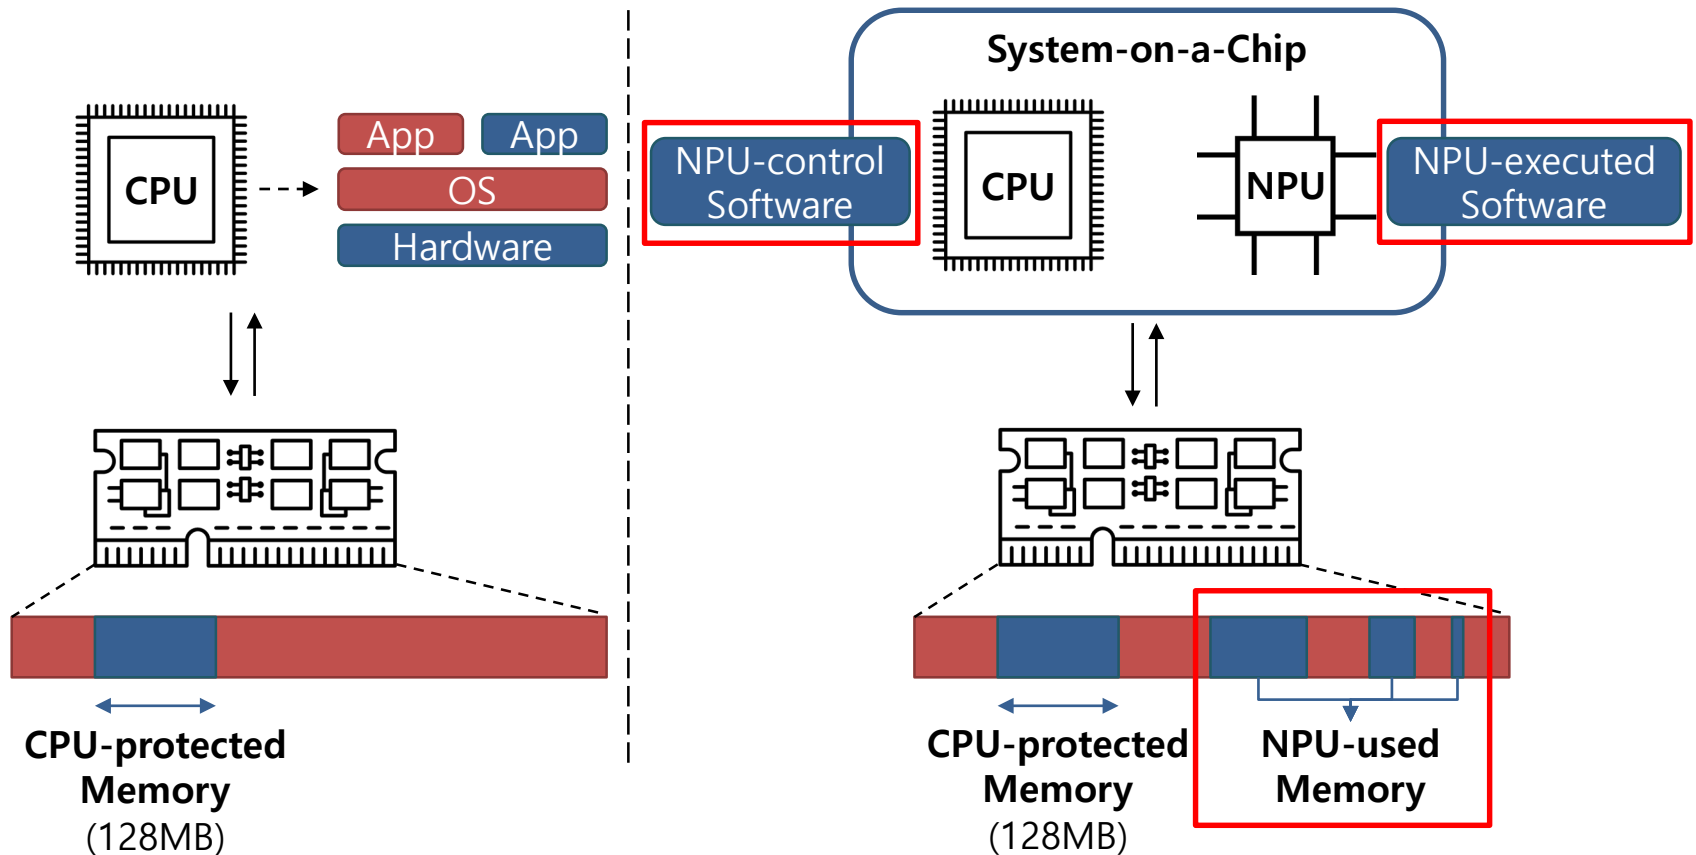 App
App
CPU
OS
Hardware
CPU-protected
Memory
(128MB)
System-on-a-Chip
NPU-control
Software
CPU
NPU
NPU-executed
Software
CPU-protected
Memory
(128MB)
NPU-used
Memory